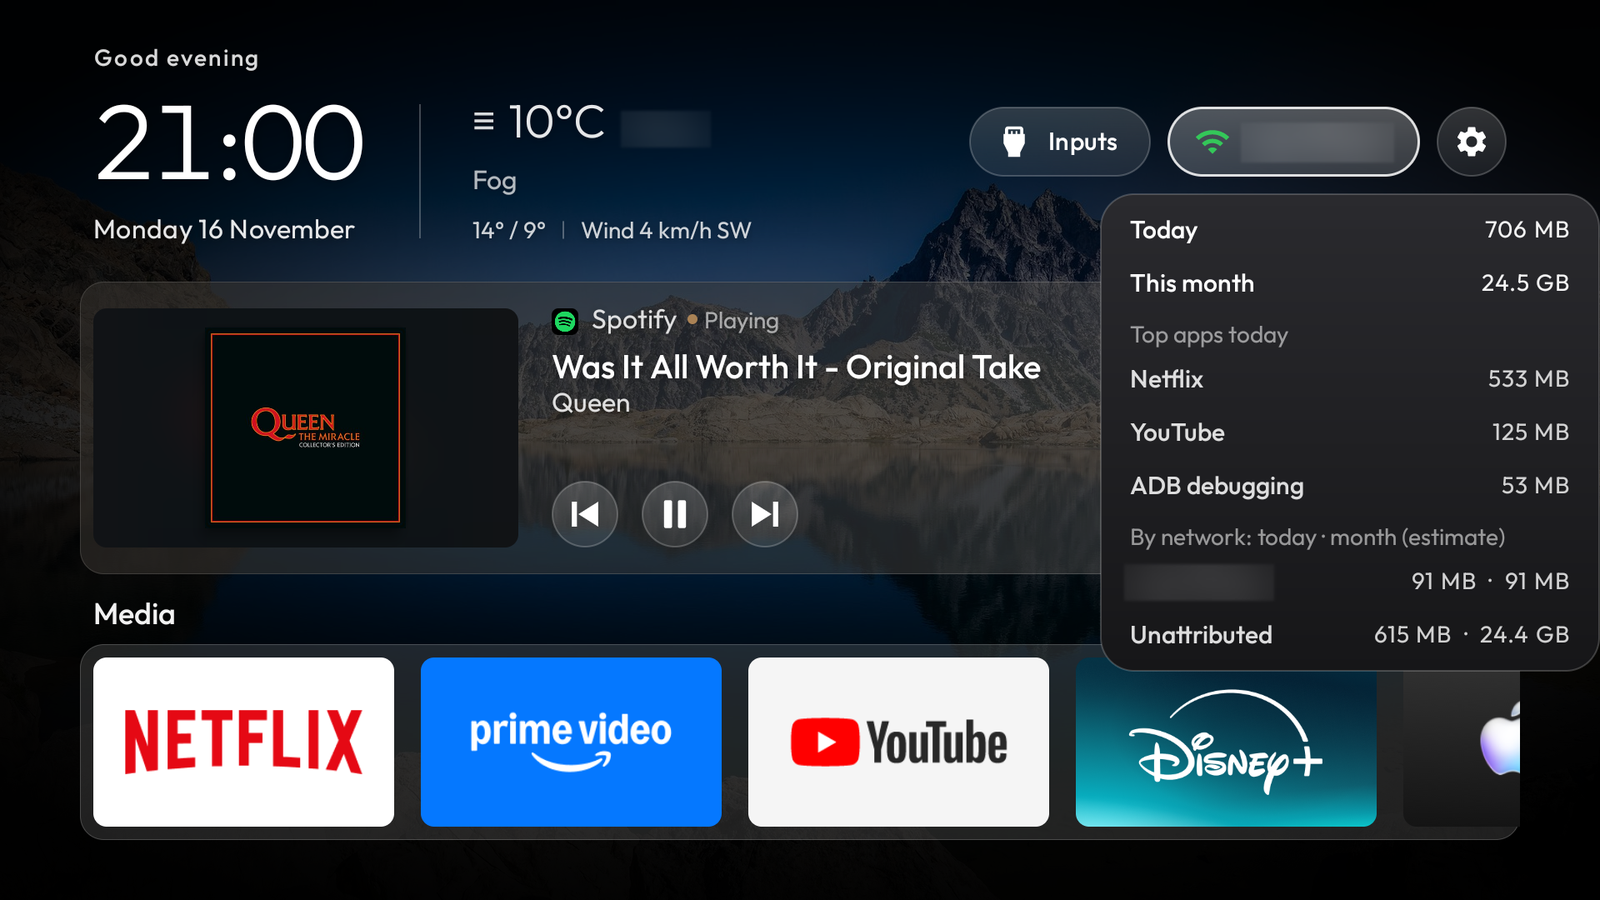 Good evening
21:00
Monday 16 November
10°C
Fog
14° / 9° | Wind 4 km/h SW
Inputs
Today 706 MB
This month 24.5 GB
Top apps today
Netflix 533 MB
YouTube 125 MB
ADB debugging 53 MB
By network: today · month (estimate)
91 MB · 91 MB
Unattributed 615 MB · 24.4 GB
QUEEN
THE MIRACLE
COLLECTOR'S EDITION
Spotify • Playing
Was It All Worth It - Original Take
Queen
Media
NETFLIX
prime video
YouTube
Disney+